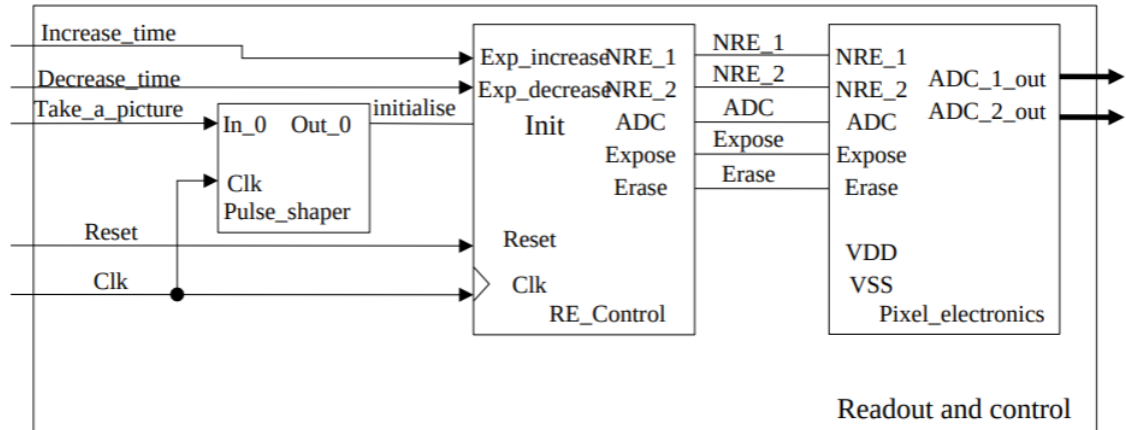 Increase_time
Decrease_time
Take_a_picture
In_0 Out_0
Clk
Pulse_shaper
initialise
Reset
Clk
Exp_increase NRE_1
Exp_decrease NRE_2
Init
ADC
Expose
Erase
Reset
Clk
RE_Control
NRE_1
NRE_2
ADC
Expose
Erase
NRE_1
NRE_2
ADC
Expose
Erase
ADC_1_out
ADC_2_out
VDD
VSS
Pixel_electronics
Readout and control